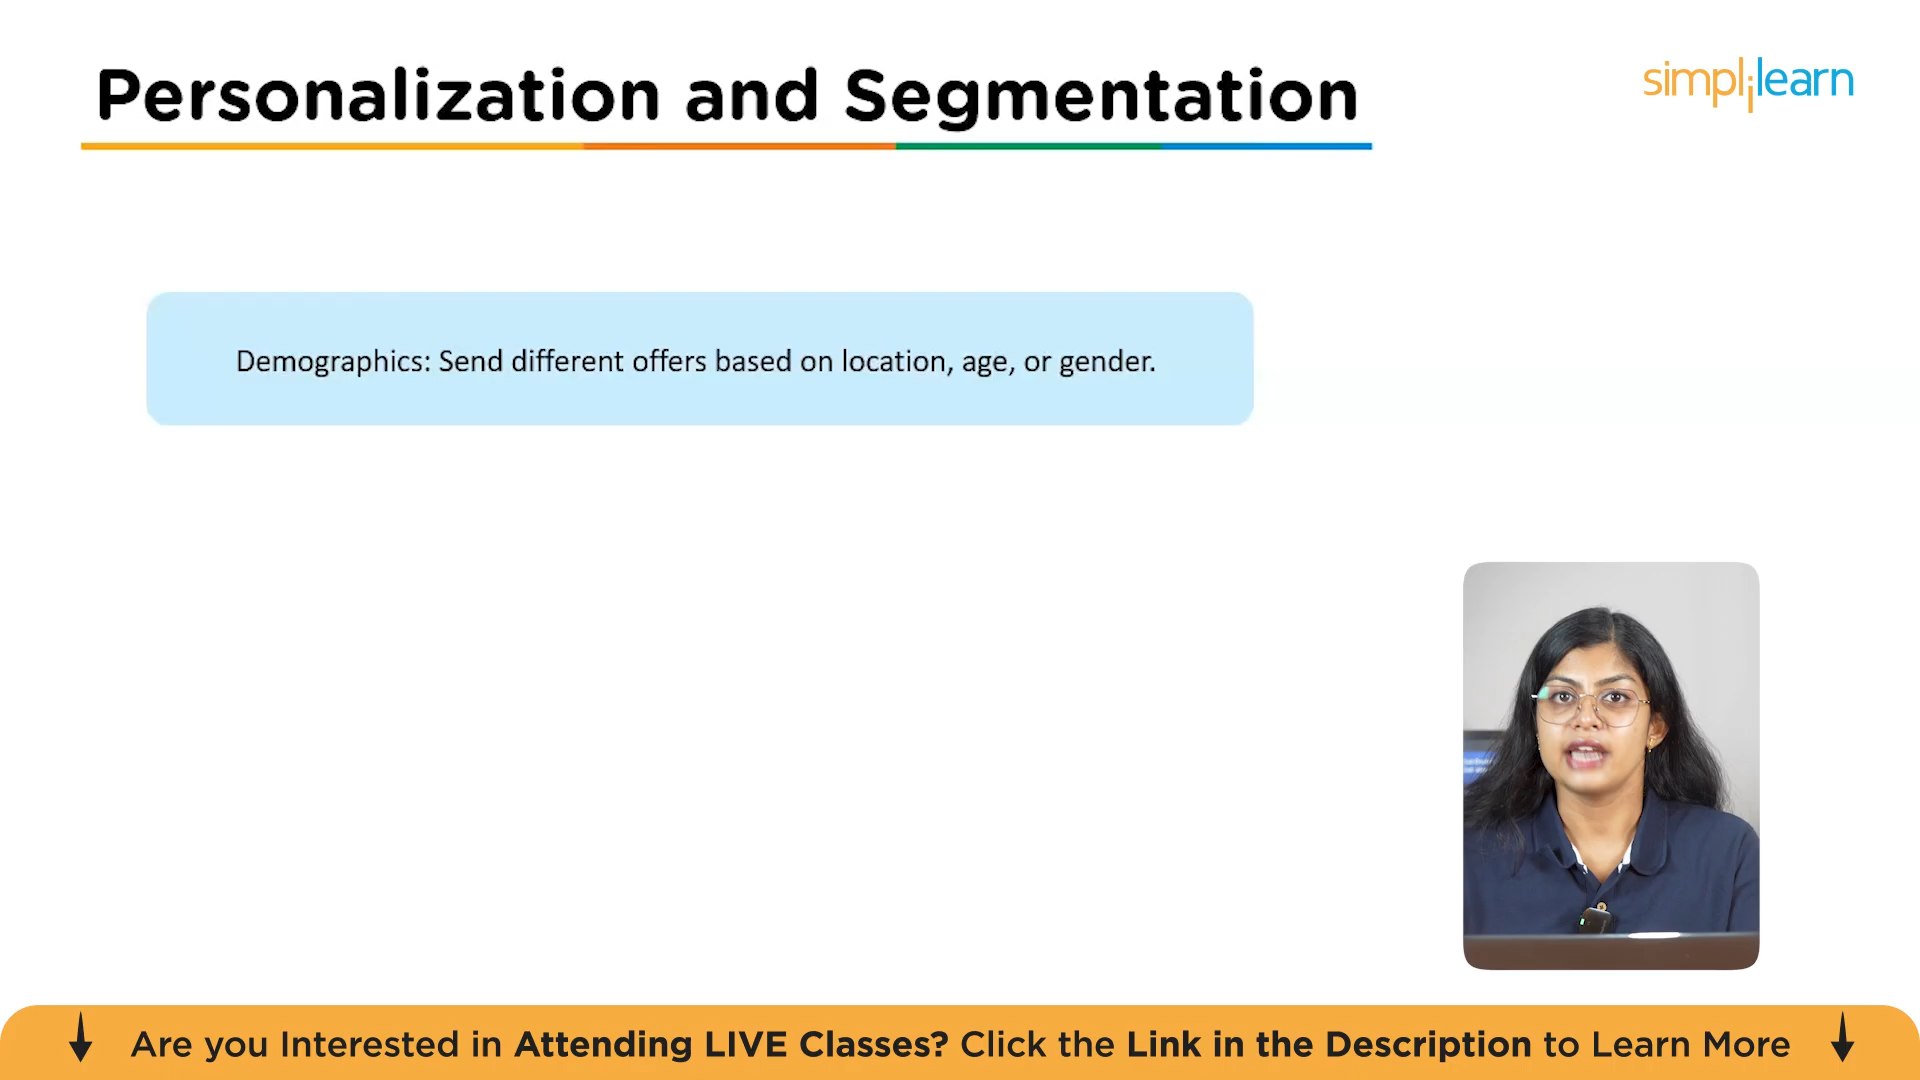 Personalization and Segmentation
simplilearn
Demographics: Send different offers based on location, age, or gender.
Are you Interested in Attending LIVE Classes? Click the Link in the Description to Learn More